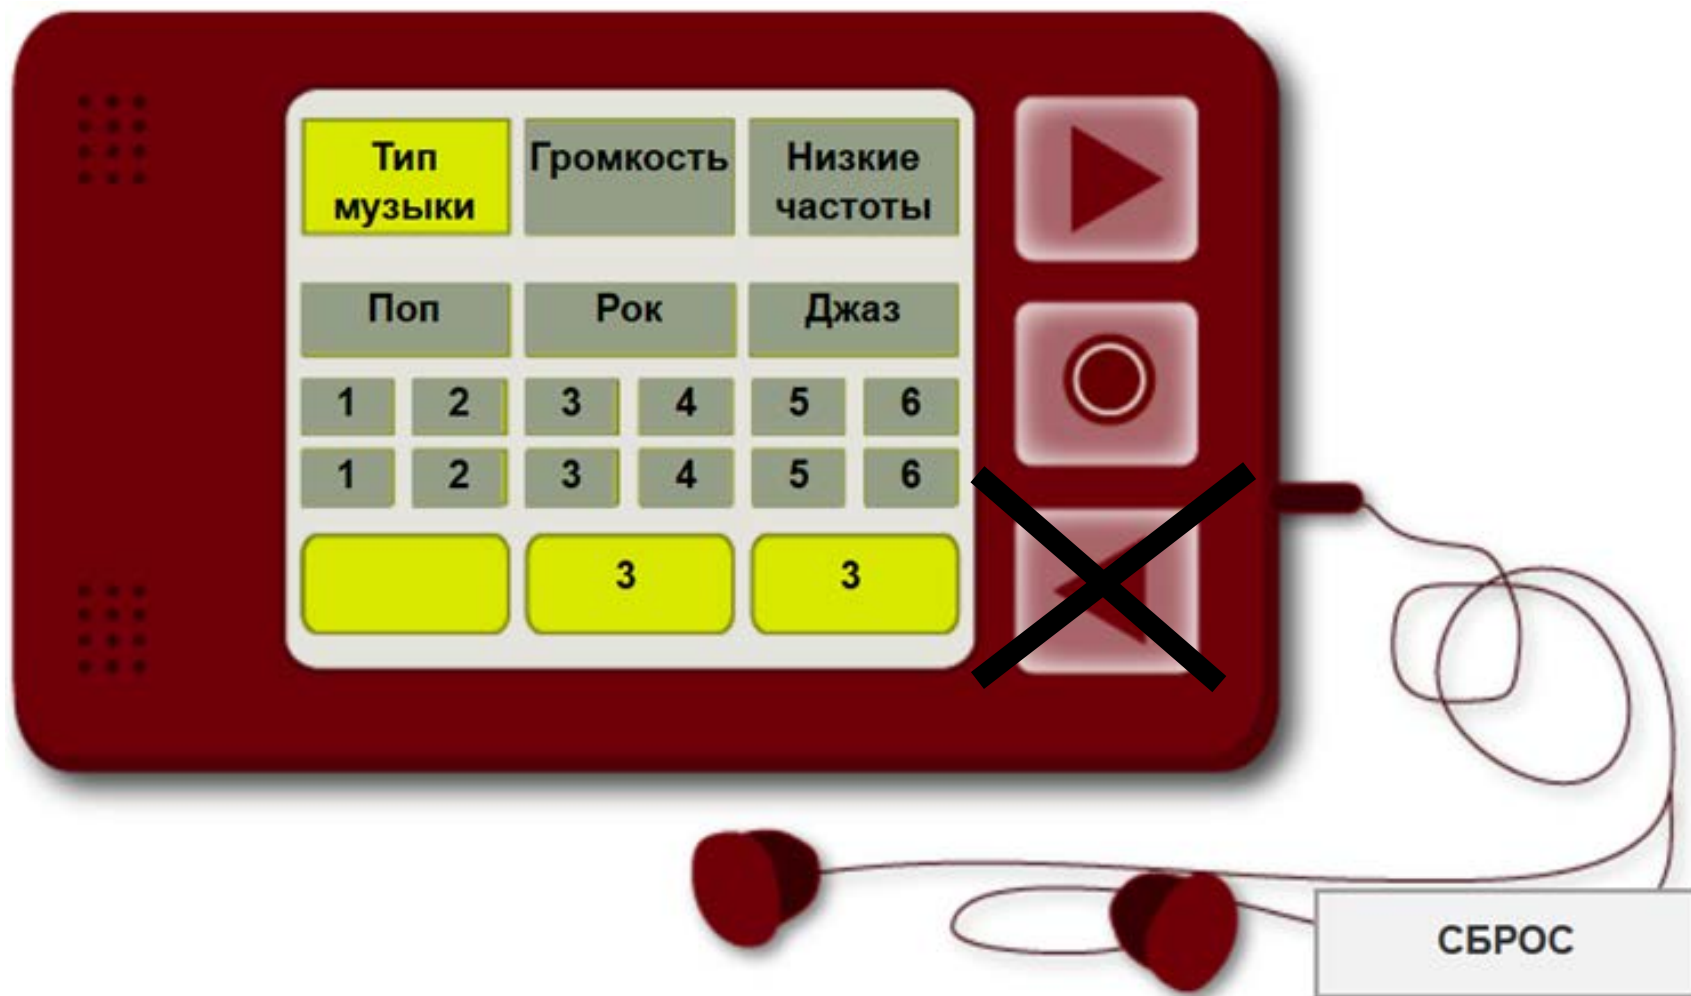 Тип
музыки
Громкость
Низкие
частоты
Поп Рок Джаз
1 2 3 4 5 6
1 2 3 4 5 6
3 3
СБРОС